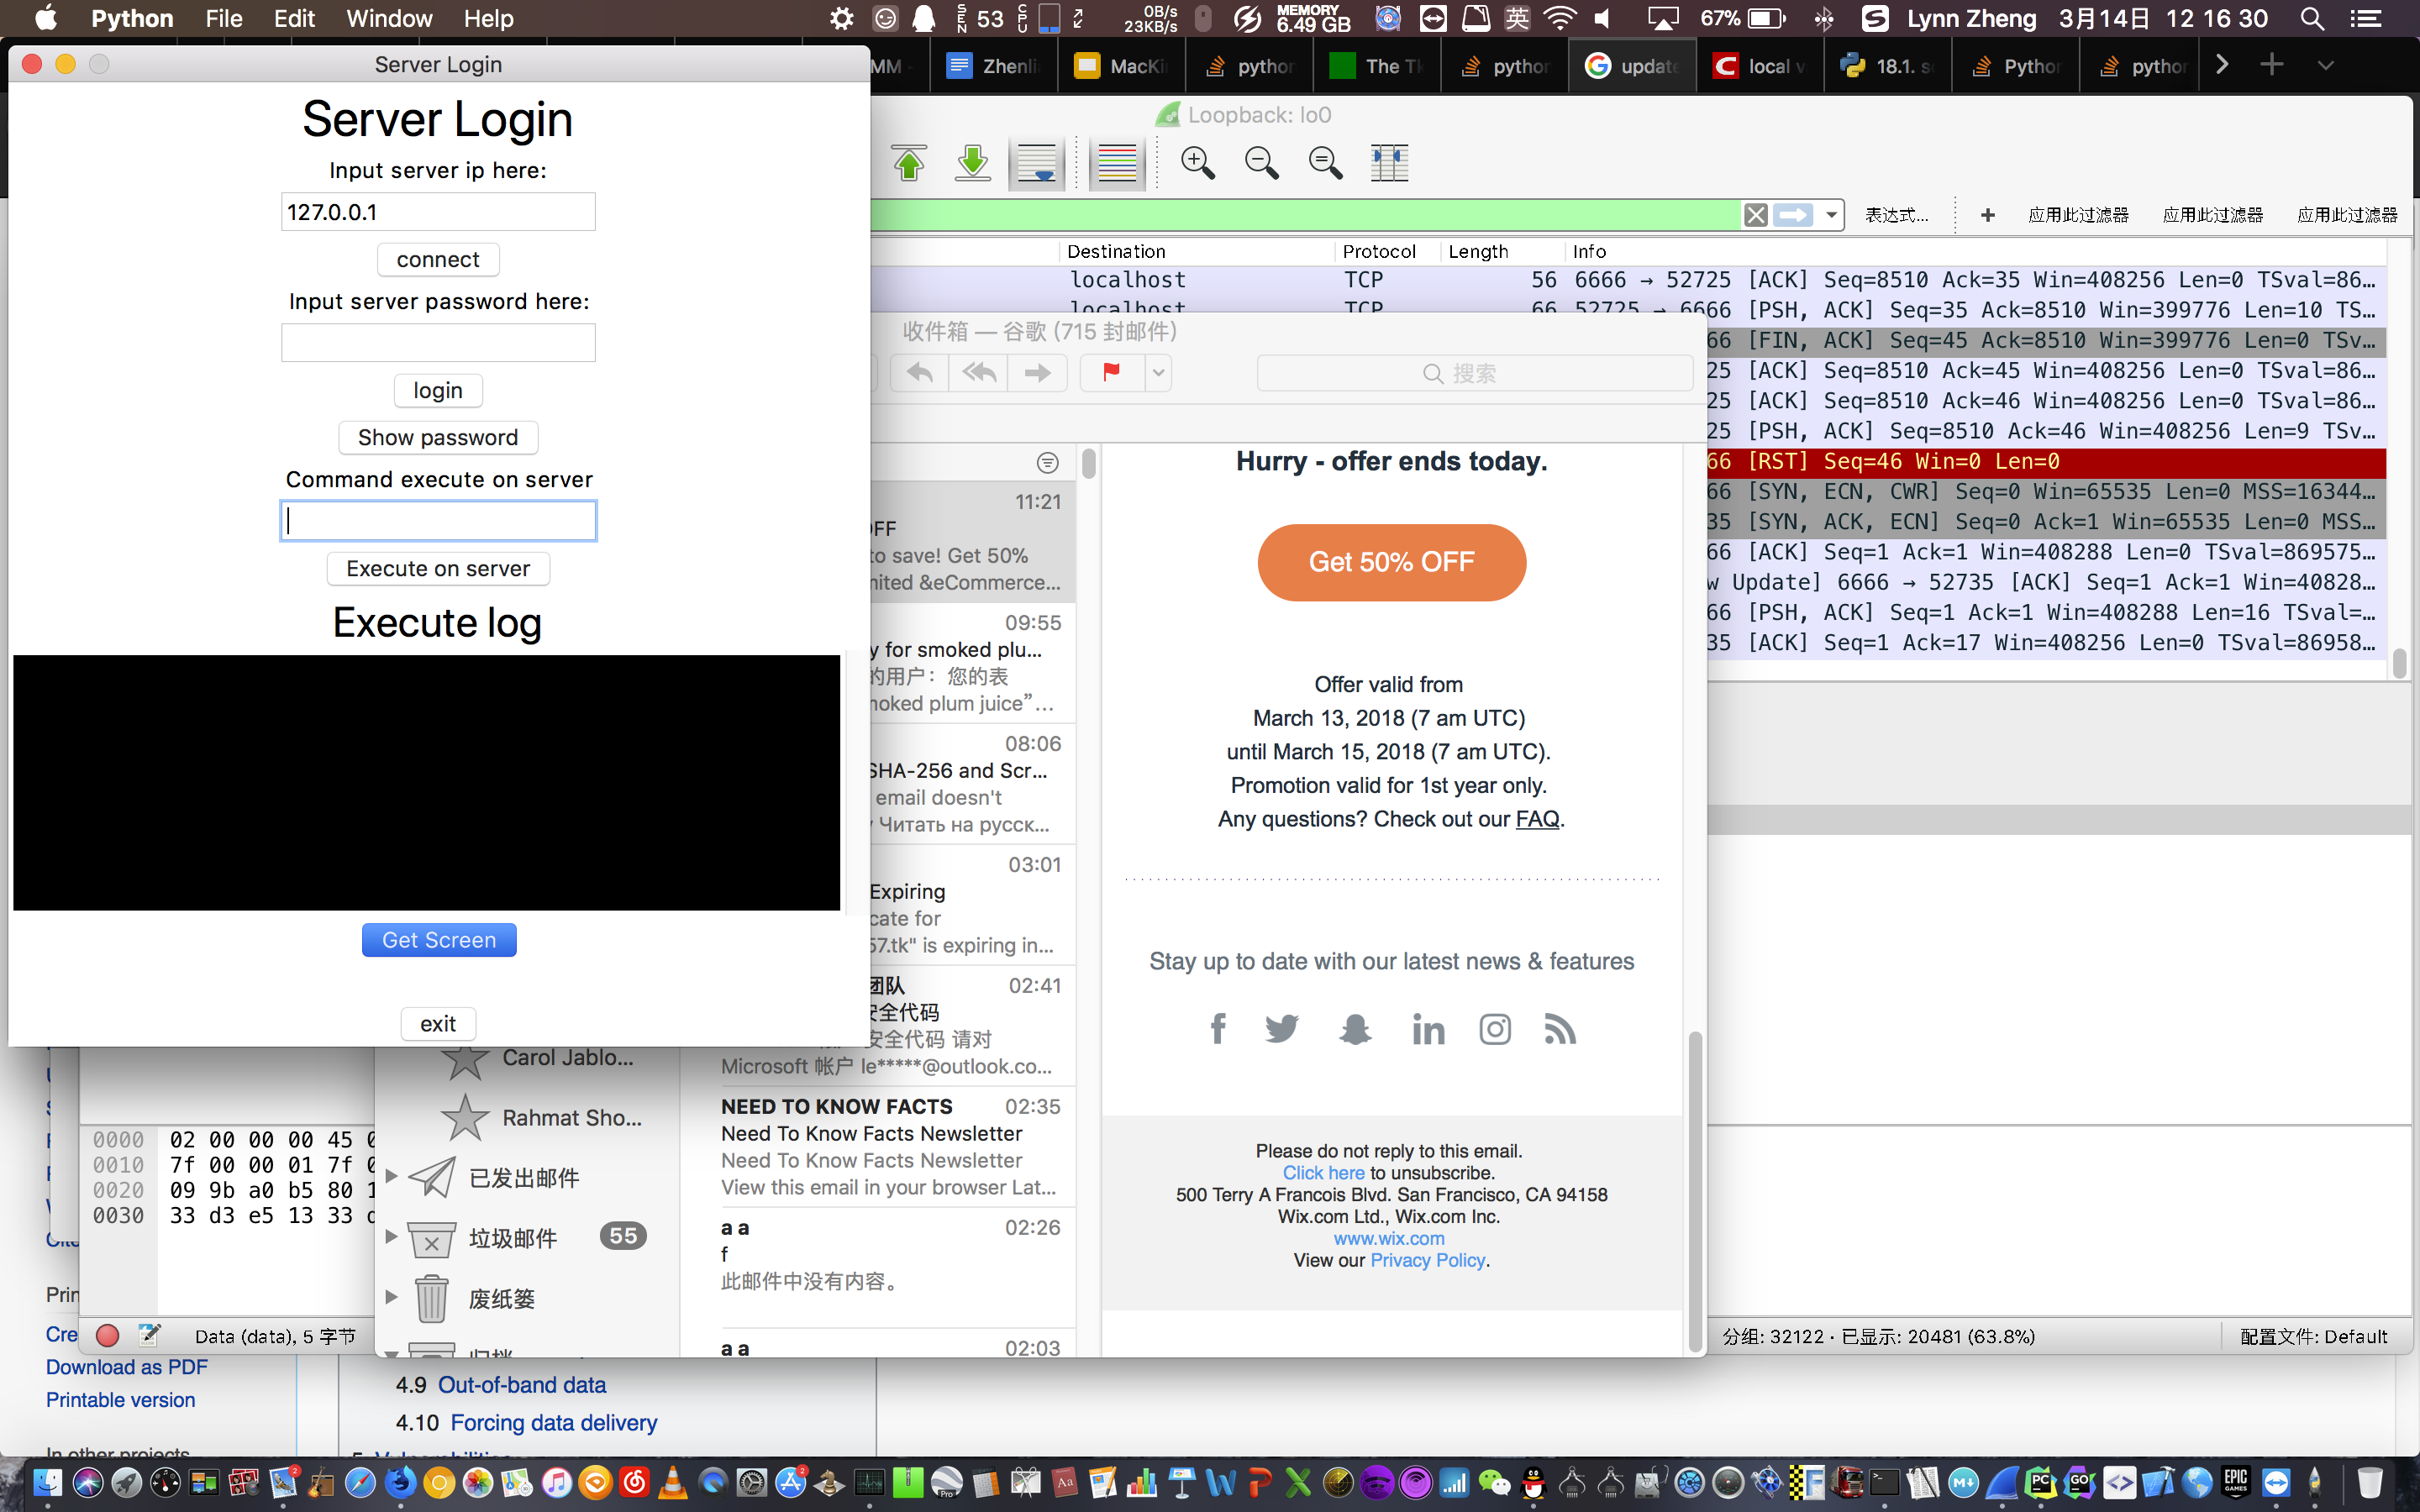 Python File Edit Window Help
SEN 53 CPU 0B/s 23KB/s MEMORY 6.49 GB 英 67% Lynn Zheng 3月14日 12 16 30
Server Login
MM
Zhenli
MacKi
python
The Tk
python
update
local v
18.1. s
Python
python
Server Login
Input server ip here:
127.0.0.1
connect
Input server password here:
login
Show password
Command execute on server
Execute on server
Execute log
Get Screen
exit
Loopback: lo0
表达式… + 应用此过滤器 应用此过滤器 应用此过滤器
Destination Protocol Length Info
localhost TCP 56 6666 → 52725 [ACK] Seq=8510 Ack=35 Win=408256 Len=0 TSval=86…
localhost TCP 66 52725 → 6666 [PSH, ACK] Seq=35 Ack=8510 Win=399776 Len=10 TS…
66 [FIN, ACK] Seq=45 Ack=8510 Win=399776 Len=0 TSv…
25 [ACK] Seq=8510 Ack=45 Win=408256 Len=0 TSval=86…
25 [ACK] Seq=8510 Ack=46 Win=408256 Len=0 TSval=86…
25 [PSH, ACK] Seq=8510 Ack=46 Win=408256 Len=9 TSv…
66 [RST] Seq=46 Win=0 Len=0
66 [SYN, ECN, CWR] Seq=0 Win=65535 Len=0 MSS=16344…
35 [SYN, ACK, ECN] Seq=0 Ack=1 Win=65535 Len=0 MSS…
66 [ACK] Seq=1 Ack=1 Win=408288 Len=0 TSval=869575…
w Update] 6666 → 52735 [ACK] Seq=1 Ack=1 Win=40828…
66 [PSH, ACK] Seq=1 Ack=1 Win=408288 Len=16 TSval=…
35 [ACK] Seq=1 Ack=17 Win=408256 Len=0 TSval=86958…
收件箱 — 谷歌 (715 封邮件)
搜索
11:21
OFF
to save! Get 50%
nited &eCommerce…
09:55
y for smoked plu…
的用户：您的表
noked plum juice”…
08:06
SHA-256 and Scr…
email doesn't
Читать на русск…
03:01
Expiring
cate for
57.tk" is expiring in…
团队 02:41
安全代码
安全代码 请对
Microsoft 帐户 le*****@outlook.co…
NEED TO KNOW FACTS 02:35
Need To Know Facts Newsletter
Need To Know Facts Newsletter
View this email in your browser Lat…
a a 02:26
f
此邮件中没有内容。
a a 02:03
Hurry - offer ends today.
Get 50% OFF
Offer valid from
March 13, 2018 (7 am UTC)
until March 15, 2018 (7 am UTC).
Promotion valid for 1st year only.
Any questions? Check out our FAQ.
Stay up to date with our latest news & features
Please do not reply to this email.
Click here to unsubscribe.
500 Terry A Francois Blvd. San Francisco, CA 94158
Wix.com Ltd., Wix.com Inc.
www.wix.com
View our Privacy Policy.
Carol Jablo...
Rahmat Sho...
已发出邮件
垃圾邮件 55
废纸篓
归档
0000 02 00 00 00 45
0010 7f 00 00 01 7f
0020 09 9b a0 b5 80
0030 33 d3 e5 13 33
Data (data), 5 字节
分组: 32122 · 已显示: 20481 (63.8%)
配置文件: Default
Prin
Cre
Download as PDF
Printable version
In other projects
4.9 Out-of-band data
4.10 Forcing data delivery
5 Vulnerabilities